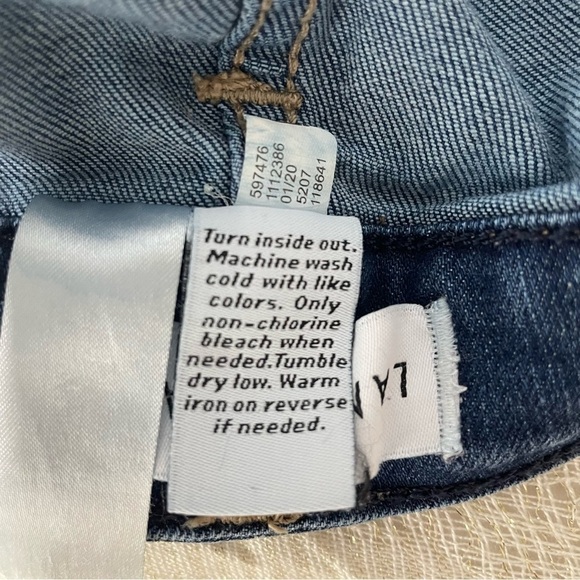 597476
1112386
01/20
5207
118641
Turn inside out.
Machine wash
cold with like
colors. Only
non-chlorine
bleach when
needed.Tumble
dry low. Warm
iron on reverse
if needed.
LA